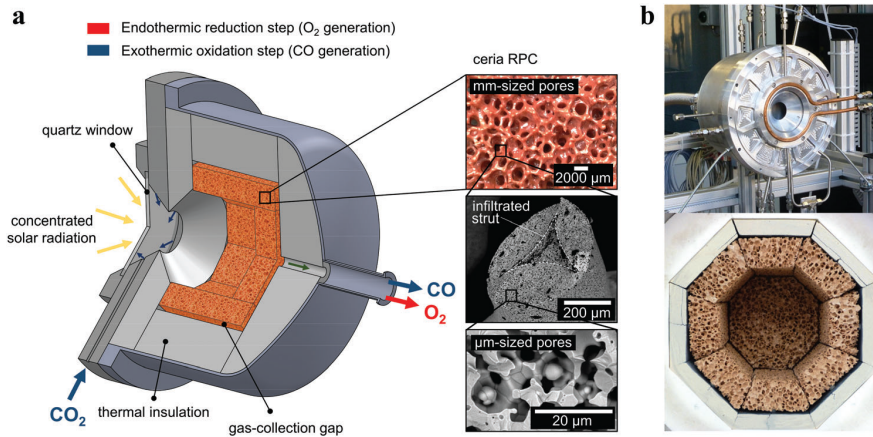 a
Endothermic reduction step (O₂ generation)
Exothermic oxidation step (CO generation)
quartz window
concentrated
solar radiation
CO₂
thermal insulation
gas-collection gap
CO
O₂
ceria RPC
mm-sized pores
2000 µm
infiltrated
strut
200 µm
µm-sized pores
20 µm
b